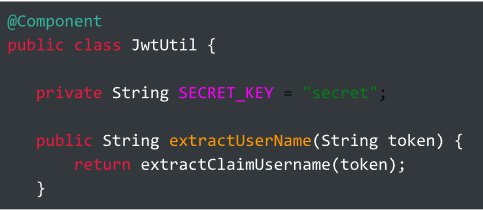 @Component
public class JwtUtil {
private String SECRET_KEY = "secret";
public String extractUserName(String token) {
return extractClaimUsername(token);
}